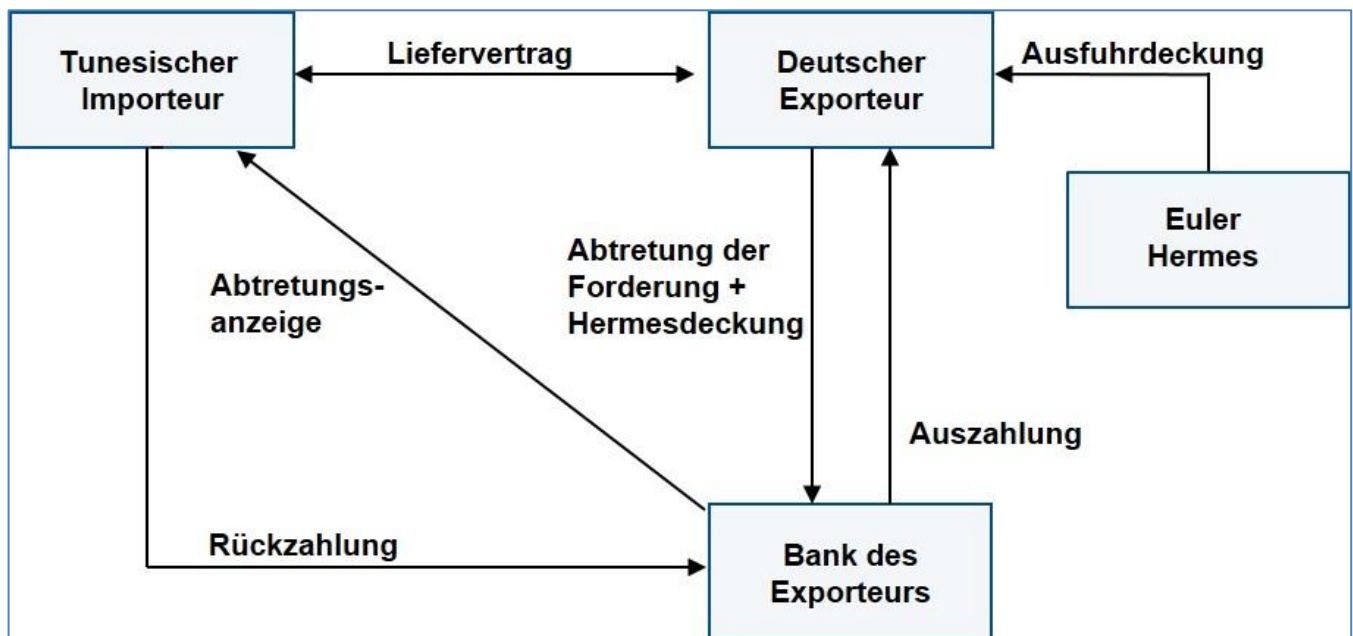 Tunesischer
Importeur
Liefervertrag
Deutscher
Exporteur
Ausfuhrdeckung
Euler
Hermes
Abtretungs-
anzeige
Abtretung der
Forderung +
Hermesdeckung
Auszahlung
Rückzahlung
Bank des
Exporteurs